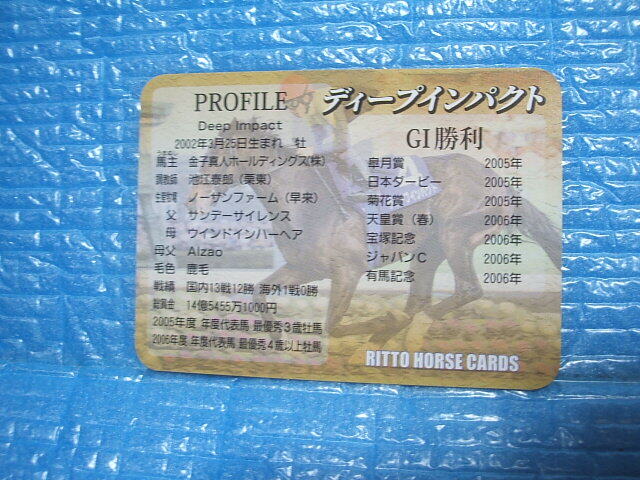 PROFILE
Deep Impact
2002年3月25日生まれ 牡
馬主 金子真人ホールディングス(株)
調教師 池江泰郎(栗東)
生産牧場 ノーザンファーム(早来)
父 サンデーサイレンス
母 ウインドインハーヘア
母父 Alzao
毛色 鹿毛
戦績 国内13戦12勝 海外1戦0勝
総賞金 14億5455万1000円
2005年度 年度代表馬 最優秀3歳牡馬
2006年度 年度代表馬 最優秀4歳以上牡馬
ディープインパクト
GI勝利
皐月賞 2005年
日本ダービー 2005年
菊花賞 2005年
天皇賞(春) 2006年
宝塚記念 2006年
ジャパンC 2006年
有馬記念 2006年
RITTO HORSE CARDS